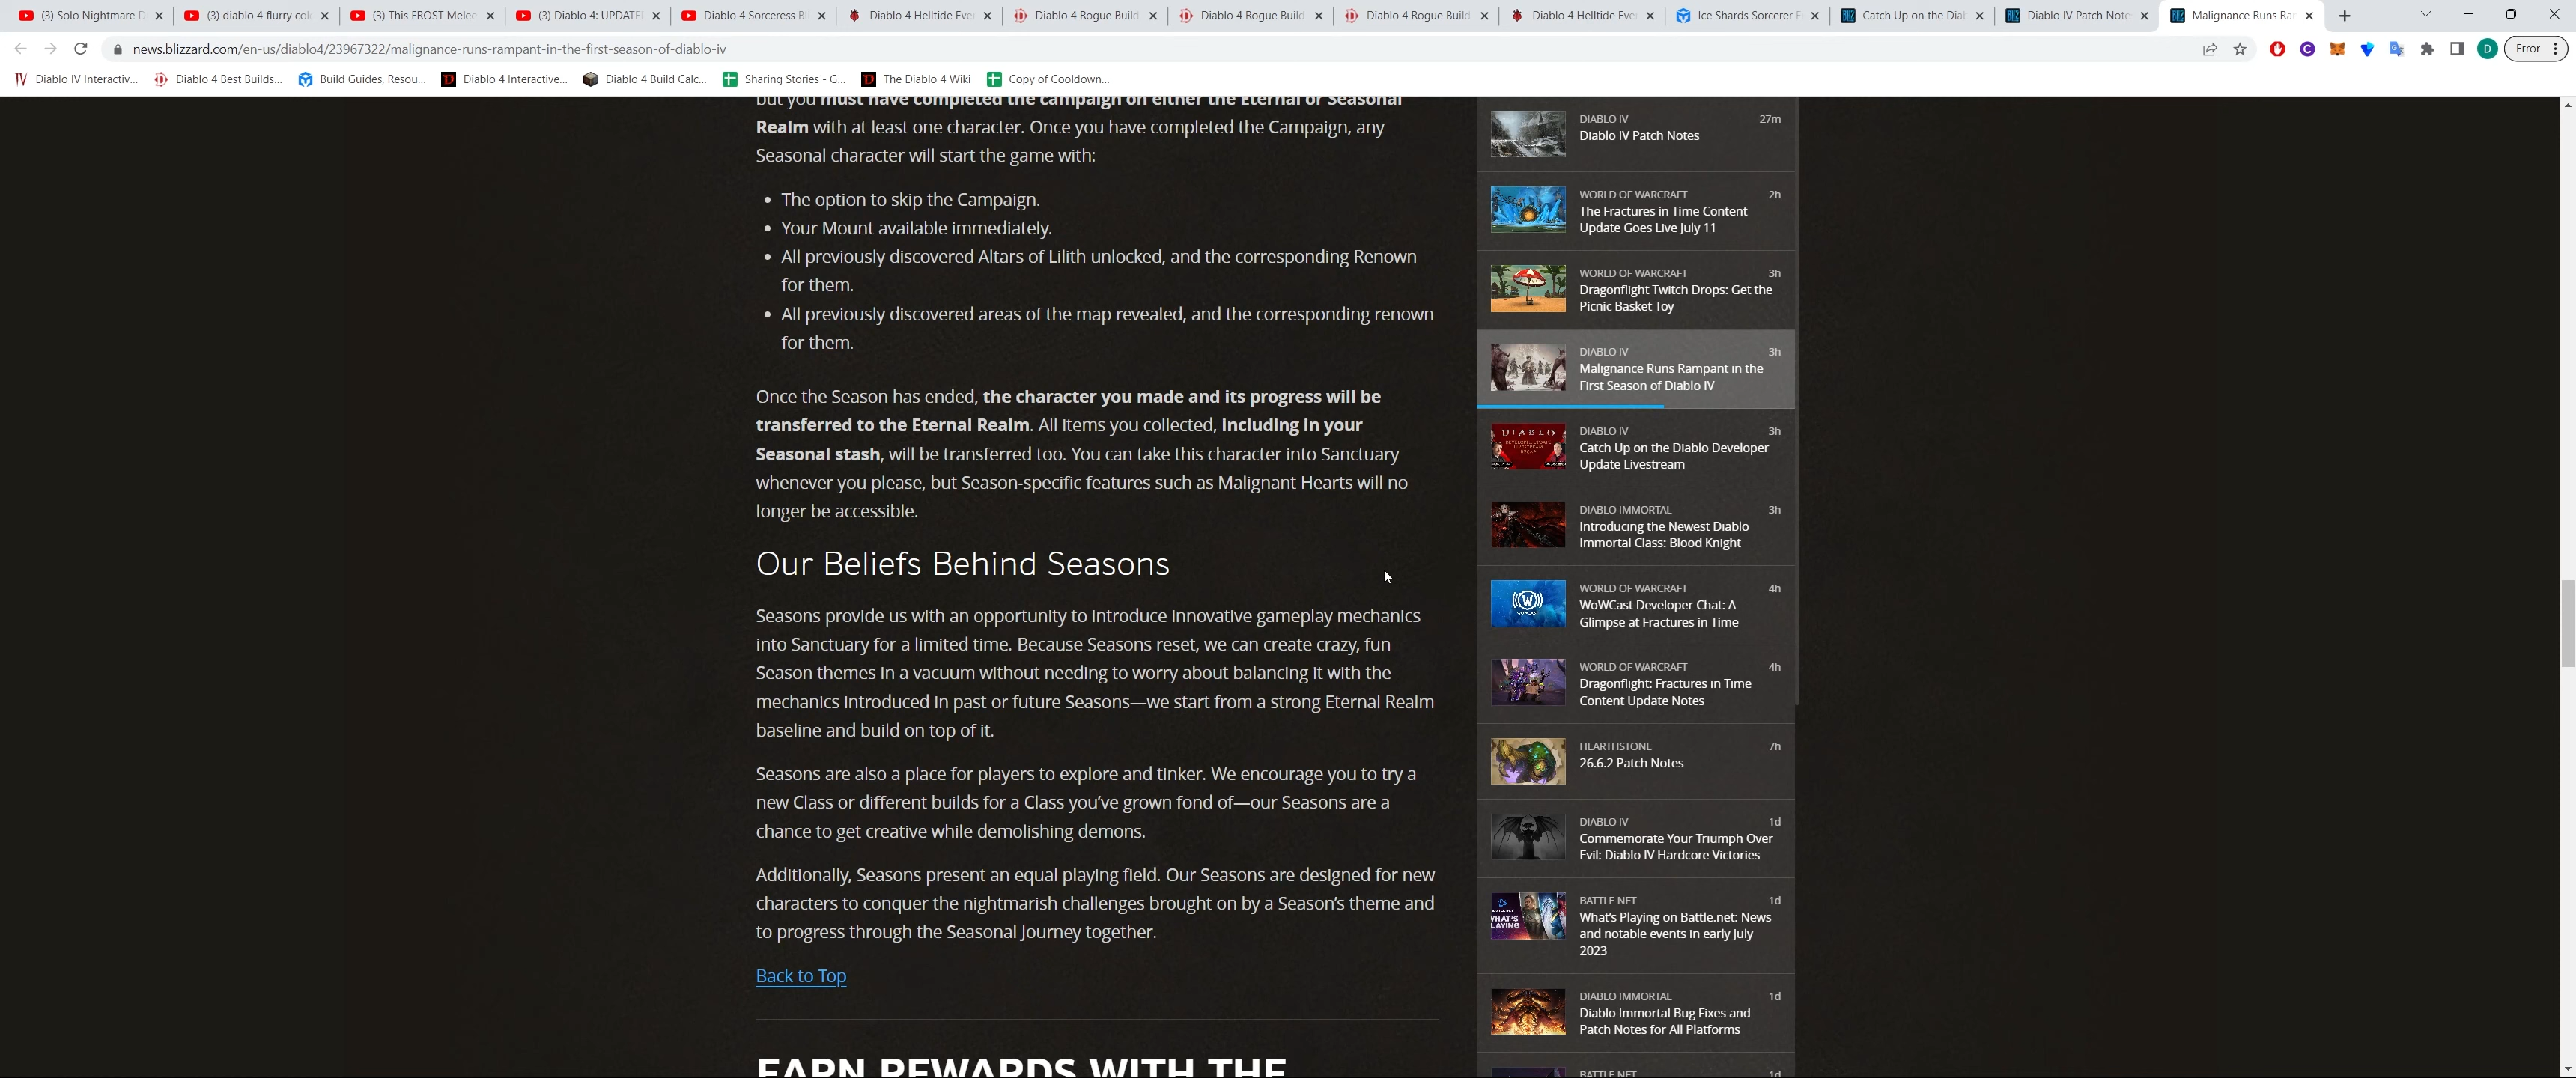 (3) Solo Nightmare D
(3) diablo 4 flurry col
(3) This FROST Melee
(3) Diablo 4: UPDATE
Diablo 4 Sorceress Bl
Diablo 4 Helltide Eve
Diablo 4 Rogue Build
Diablo 4 Rogue Build
Diablo 4 Rogue Build
Diablo 4 Helltide Eve
Ice Shards Sorcerer
Catch Up on the Diab
Diablo IV Patch Note
Malignance Runs Ra
news.blizzard.com/en-us/diablo4/23967322/malignance-runs-rampant-in-the-first-season-of-diablo-iv
D
Error
Diablo IV Interactiv...
Diablo 4 Best Builds...
Build Guides, Resou...
Diablo 4 Interactive...
Diablo 4 Build Calc...
Sharing Stories - G...
The Diablo 4 Wiki
Copy of Cooldown...
but you must have completed the campaign on either the Eternal or Seasonal
Realm with at least one character. Once you have completed the Campaign, any
Seasonal character will start the game with:
• The option to skip the Campaign.
• Your Mount available immediately.
• All previously discovered Altars of Lilith unlocked, and the corresponding Renown
for them.
• All previously discovered areas of the map revealed, and the corresponding renown
for them.
Once the Season has ended, the character you made and its progress will be
transferred to the Eternal Realm. All items you collected, including in your
Seasonal stash, will be transferred too. You can take this character into Sanctuary
whenever you please, but Season-specific features such as Malignant Hearts will no
longer be accessible.
Our Beliefs Behind Seasons
Seasons provide us with an opportunity to introduce innovative gameplay mechanics
into Sanctuary for a limited time. Because Seasons reset, we can create crazy, fun
Season themes in a vacuum without needing to worry about balancing it with the
mechanics introduced in past or future Seasons—we start from a strong Eternal Realm
baseline and build on top of it.
Seasons are also a place for players to explore and tinker. We encourage you to try a
new Class or different builds for a Class you've grown fond of—our Seasons are a
chance to get creative while demolishing demons.
Additionally, Seasons present an equal playing field. Our Seasons are designed for new
characters to conquer the nightmarish challenges brought on by a Season's theme and
to progress through the Seasonal Journey together.
Back to Top
EARN REWARDS WITH THE
DIABLO IV 27m
Diablo IV Patch Notes
WORLD OF WARCRAFT 2h
The Fractures in Time Content
Update Goes Live July 11
WORLD OF WARCRAFT 3h
Dragonflight Twitch Drops: Get the
Picnic Basket Toy
DIABLO IV 3h
Malignance Runs Rampant in the
First Season of Diablo IV
DIABLO IV 3h
Catch Up on the Diablo Developer
Update Livestream
DIABLO IMMORTAL 3h
Introducing the Newest Diablo
Immortal Class: Blood Knight
WORLD OF WARCRAFT 4h
WoWCast Developer Chat: A
Glimpse at Fractures in Time
WORLD OF WARCRAFT 4h
Dragonflight: Fractures in Time
Content Update Notes
HEARTHSTONE 7h
26.6.2 Patch Notes
DIABLO IV 1d
Commemorate Your Triumph Over
Evil: Diablo IV Hardcore Victories
BATTLE.NET 1d
What's Playing on Battle.net: News
and notable events in early July
2023
DIABLO IMMORTAL 1d
Diablo Immortal Bug Fixes and
Patch Notes for All Platforms
BATTLE.NET 1d